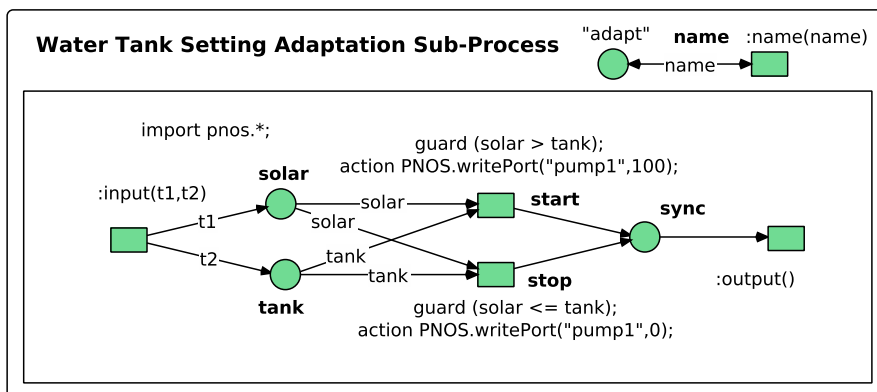 Water Tank Setting Adaptation Sub-Process
"adapt"
name
:name(name)
name
import pnos.*;
guard (solar > tank);
action PNOS.writePort("pump1",100);
solar
:input(t1,t2)
solar
start
sync
t1
solar
t2
tank
tank
tank
stop
:output()
guard (solar <= tank);
action PNOS.writePort("pump1",0);